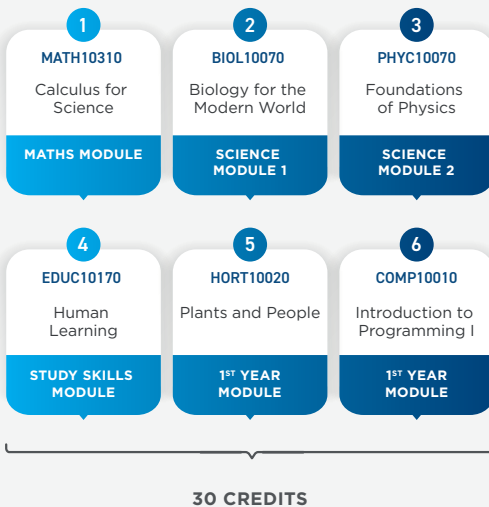 1
MATH10310
Calculus for
Science
MATHS MODULE
2
BIOL10070
Biology for the
Modern World
SCIENCE
MODULE 1
3
PHYC10070
Foundations
of Physics
SCIENCE
MODULE 2
4
EDUC10170
Human
Learning
STUDY SKILLS
MODULE
5
HORT10020
Plants and People
1ST YEAR
MODULE
6
COMP10010
Introduction to
Programming I
1ST YEAR
MODULE
30 CREDITS